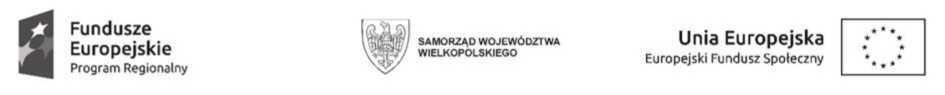 Fundusze
Europejskie
Program Regionalny
SAMORZĄD WOJEWÓDZTWA
WIELKOPOLSKIEGO
Unia Europejska
Europejski Fundusz Społeczny